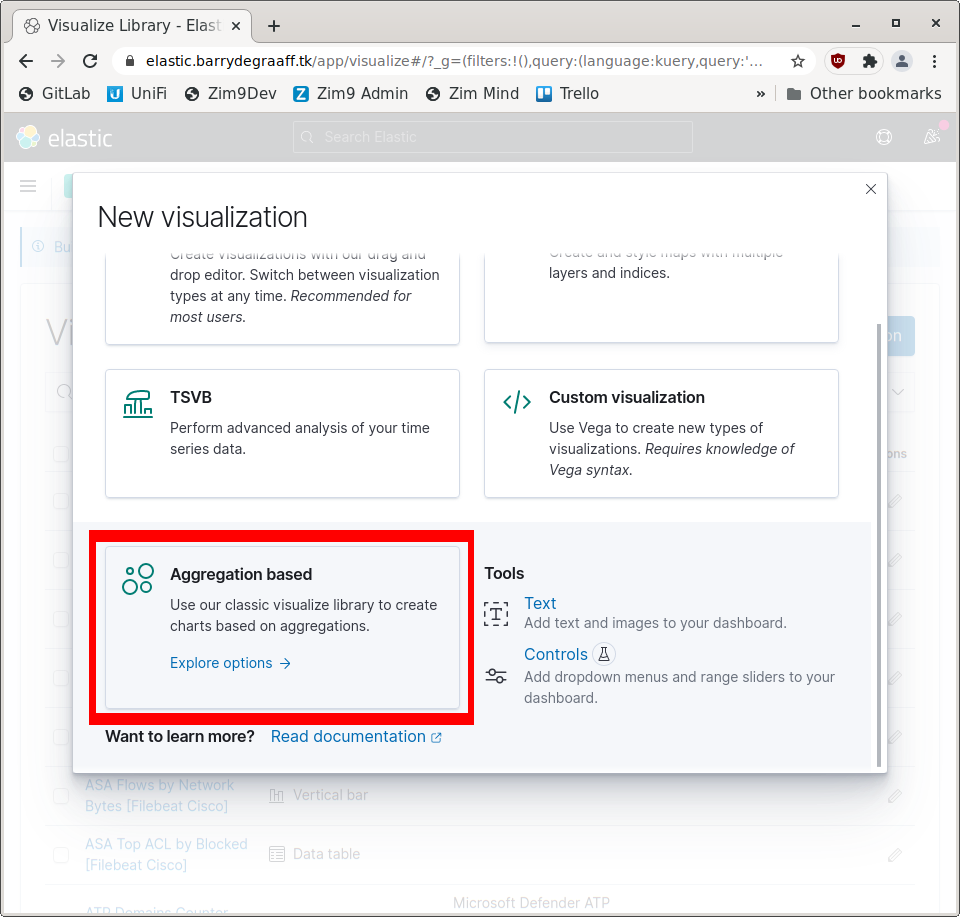 Visualize Library - Elast
elastic.barrydegraaff.tk/app/visualize#/?_g=(filters:!(),query:(language:kuery,query:'...
GitLab UniFi Zim9Dev Zim9 Admin Zim Mind Trello » Other bookmarks
elastic Search Elastic
New visualization
Bu
Create visualizations with our drag and
drop editor. Switch between visualization
types at any time. Recommended for
most users.
Create and style maps with multiple
layers and indices.
Vi
on
TSVB
Perform advanced analysis of your time
series data.
Custom visualization
Use Vega to create new types of
visualizations. Requires knowledge of
Vega syntax.
ons
Aggregation based
Use our classic visualize library to create
charts based on aggregations.
Explore options →
Tools
Text
Add text and images to your dashboard.
Controls
Add dropdown menus and range sliders to your
dashboard.
Want to learn more? Read documentation
ASA Flows by Network
Bytes [Filebeat Cisco]
Vertical bar
ASA Top ACL by Blocked
[Filebeat Cisco]
Data table
ATP Domains Counter
Microsoft Defender ATP